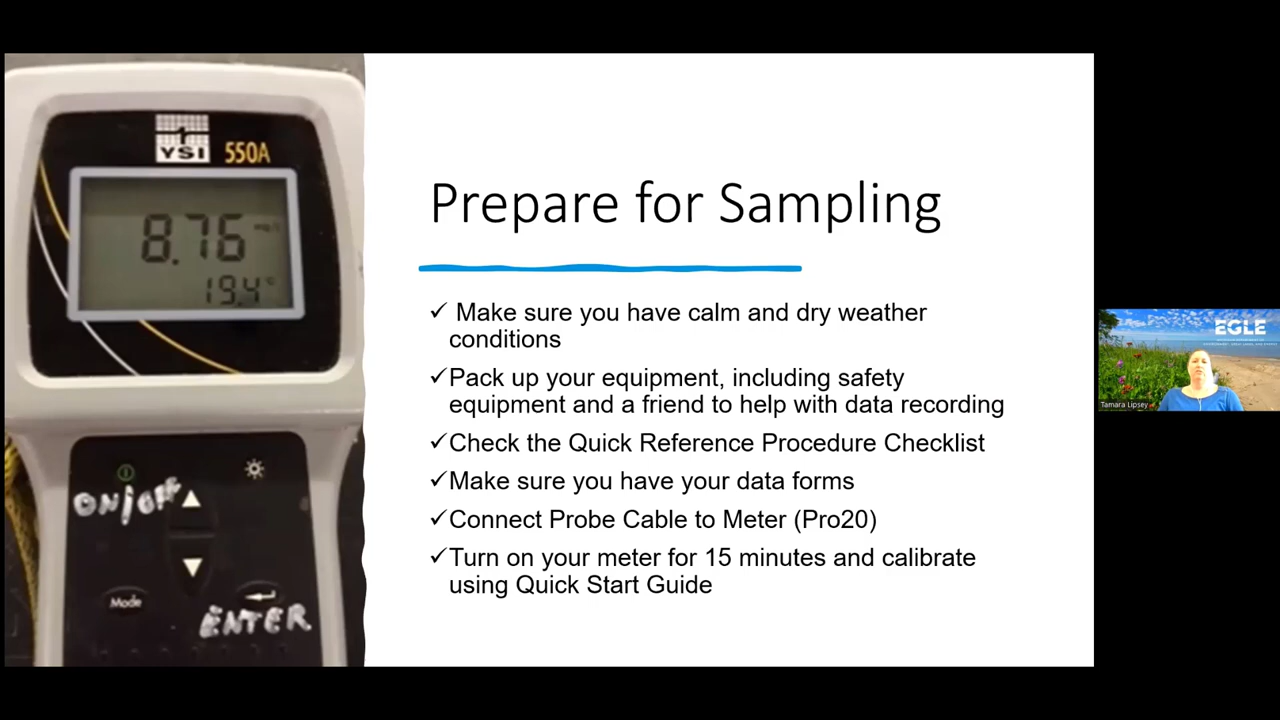 YSI 550A
8.76 mg/L
19.4 °C
ON/OFF
Mode
ENTER
Prepare for Sampling
✓ Make sure you have calm and dry weather
conditions
✓Pack up your equipment, including safety
equipment and a friend to help with data recording
✓Check the Quick Reference Procedure Checklist
✓Make sure you have your data forms
✓Connect Probe Cable to Meter (Pro20)
✓Turn on your meter for 15 minutes and calibrate
using Quick Start Guide
EGLE
Tamara Lipsey